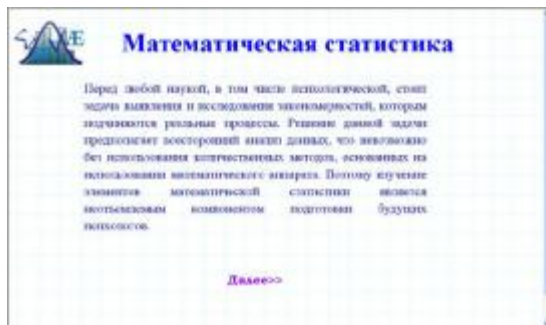 Æ
Математическая статистика
Перед любой наукой, в том числе психологической, стоит
задача выявления и исследования закономерностей, которым
подчиняются реальные процессы. Решение данной задачи
предполагает всесторонний анализ данных, что невозможно
без использования количественных методов, основанных на
использовании математического аппарата. Поэтому изучение
элементов математической статистики является
неотъемлемым компонентом подготовки будущих
психологов.
Далее>>